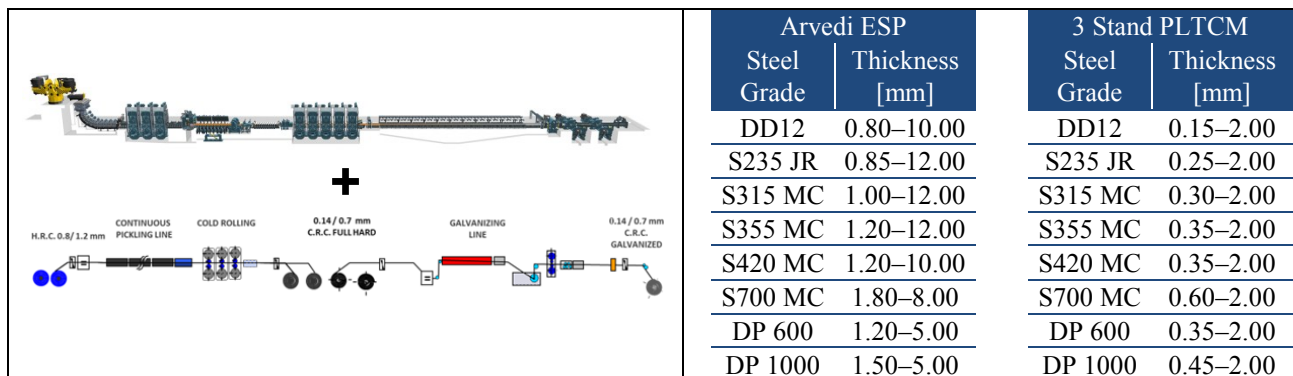 H.R.C. 0.8/ 1.2 mm
CONTINUOUS
PICKLING LINE
COLD ROLLING
0.14 / 0.7 mm
C.R.C. FULL HARD
GALVANIZING
LINE
0.14 / 0.7 mm
C.R.C.
GALVANIZED
Arvedi ESP
Steel Grade Thickness [mm]
DD12 0.80–10.00
S235 JR 0.85–12.00
S315 MC 1.00–12.00
S355 MC 1.20–12.00
S420 MC 1.20–10.00
S700 MC 1.80–8.00
DP 600 1.20–5.00
DP 1000 1.50–5.00
3 Stand PLTCM
Steel Grade Thickness [mm]
DD12 0.15–2.00
S235 JR 0.25–2.00
S315 MC 0.30–2.00
S355 MC 0.35–2.00
S420 MC 0.35–2.00
S700 MC 0.60–2.00
DP 600 0.35–2.00
DP 1000 0.45–2.00